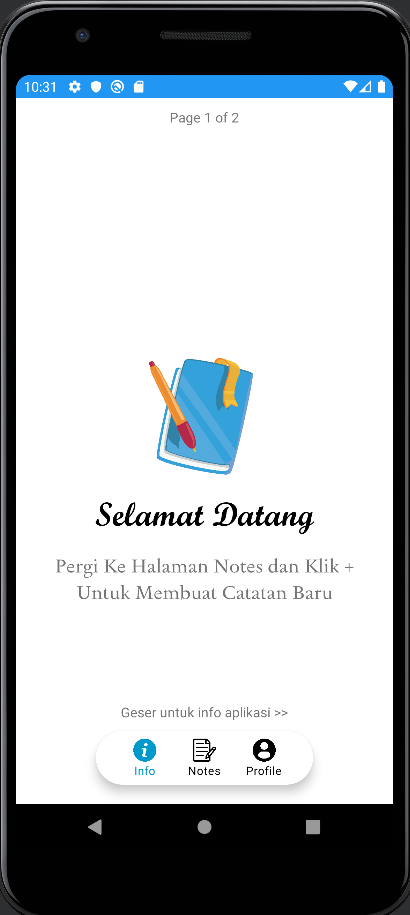 10:31
Page 1 of 2
Selamat Datang
Pergi Ke Halaman Notes dan Klik +
Untuk Membuat Catatan Baru
Geser untuk info aplikasi >>
Info Notes Profile